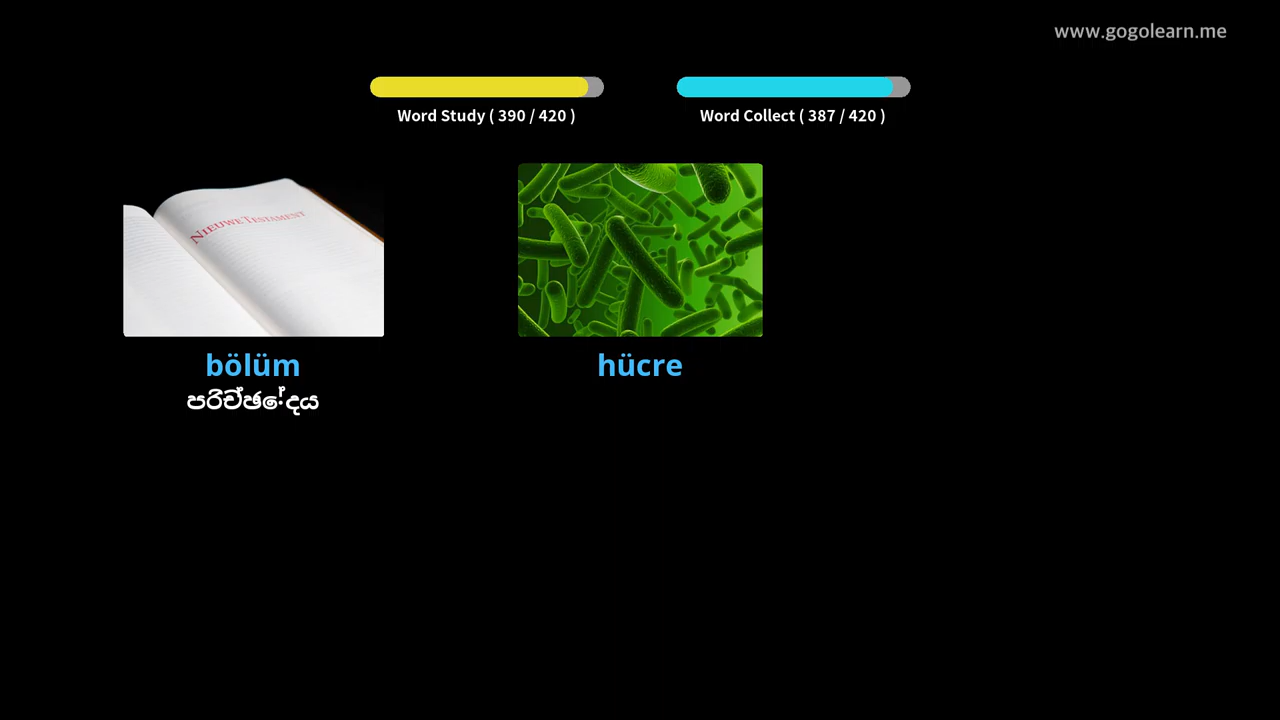 www.gogolearn.me
Word Study ( 390 / 420 )
Word Collect ( 387 / 420 )
NIEUWE TESTAMENT
bölüm
hücre
පරිච්ඡේදය